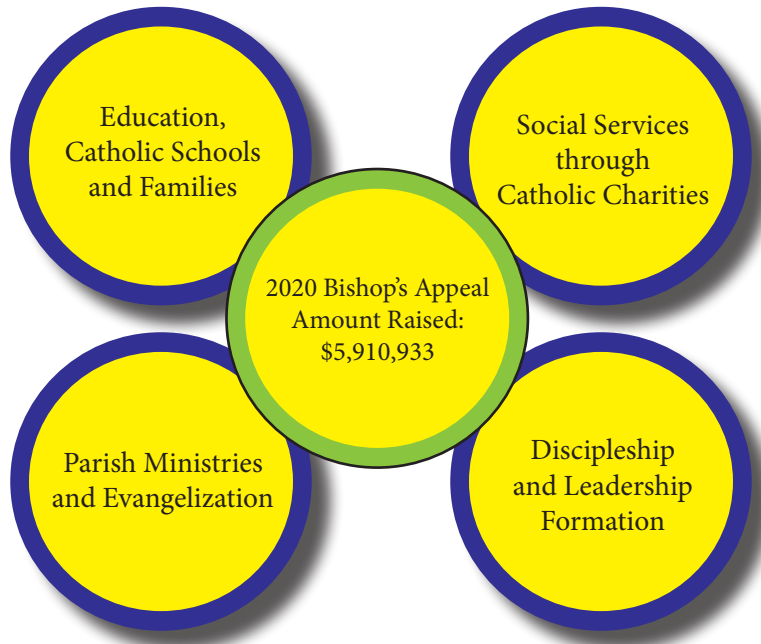 Education,
Catholic Schools
and Families
Social Services
through
Catholic Charities
2020 Bishop’s Appeal
Amount Raised:
$5,910,933
Parish Ministries
and Evangelization
Discipleship
and Leadership
Formation